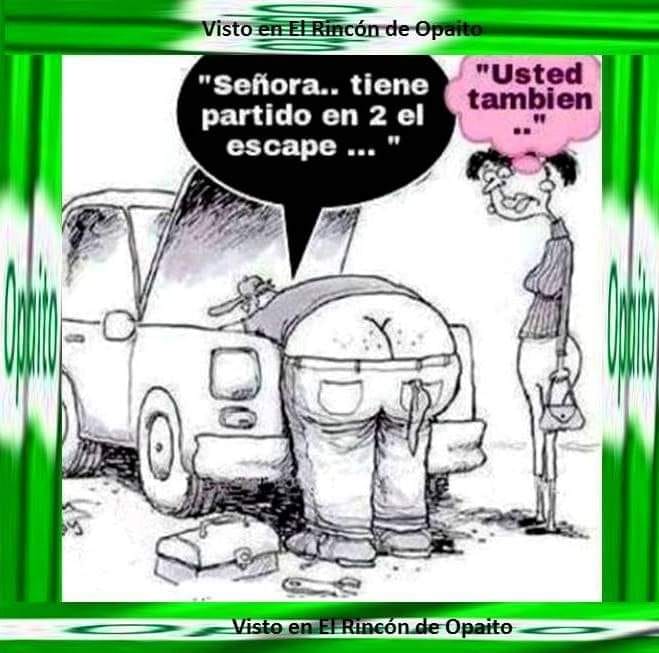 Visto en El Rincón de Opaito
"Señora.. tiene
partido en 2 el
escape ... "
"Usted
tambien
.."
Opaito
Opaito
Visto en El Rincón de Opaito